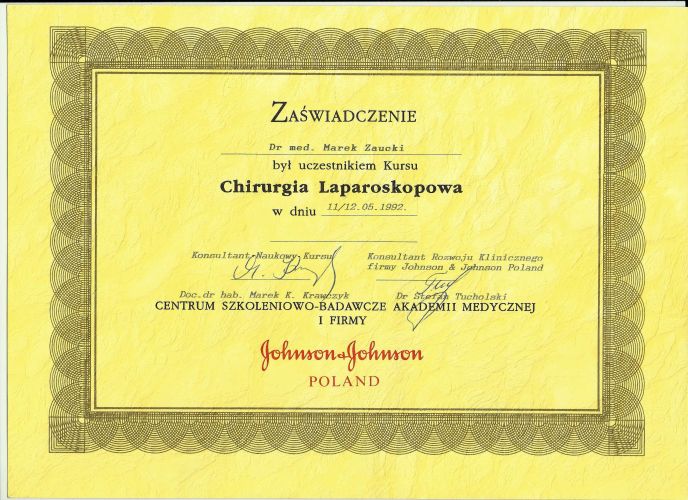 ZAŚWIADCZENIE
Dr med. Marek Zaucki
był uczestnikiem Kursu
Chirurgia Laparoskopowa
w dniu 11/12.05.1992.
Konsultant Naukowy Kursu
Konsultant Rozwoju Klinicznego
firmy Johnson & Johnson Poland
Doc.dr hab. Marek K. Krawczyk
Dr Stefan Tucholski
CENTRUM SZKOLENIOWO-BADAWCZE AKADEMII MEDYCZNEJ
I FIRMY
Johnson & Johnson
POLAND